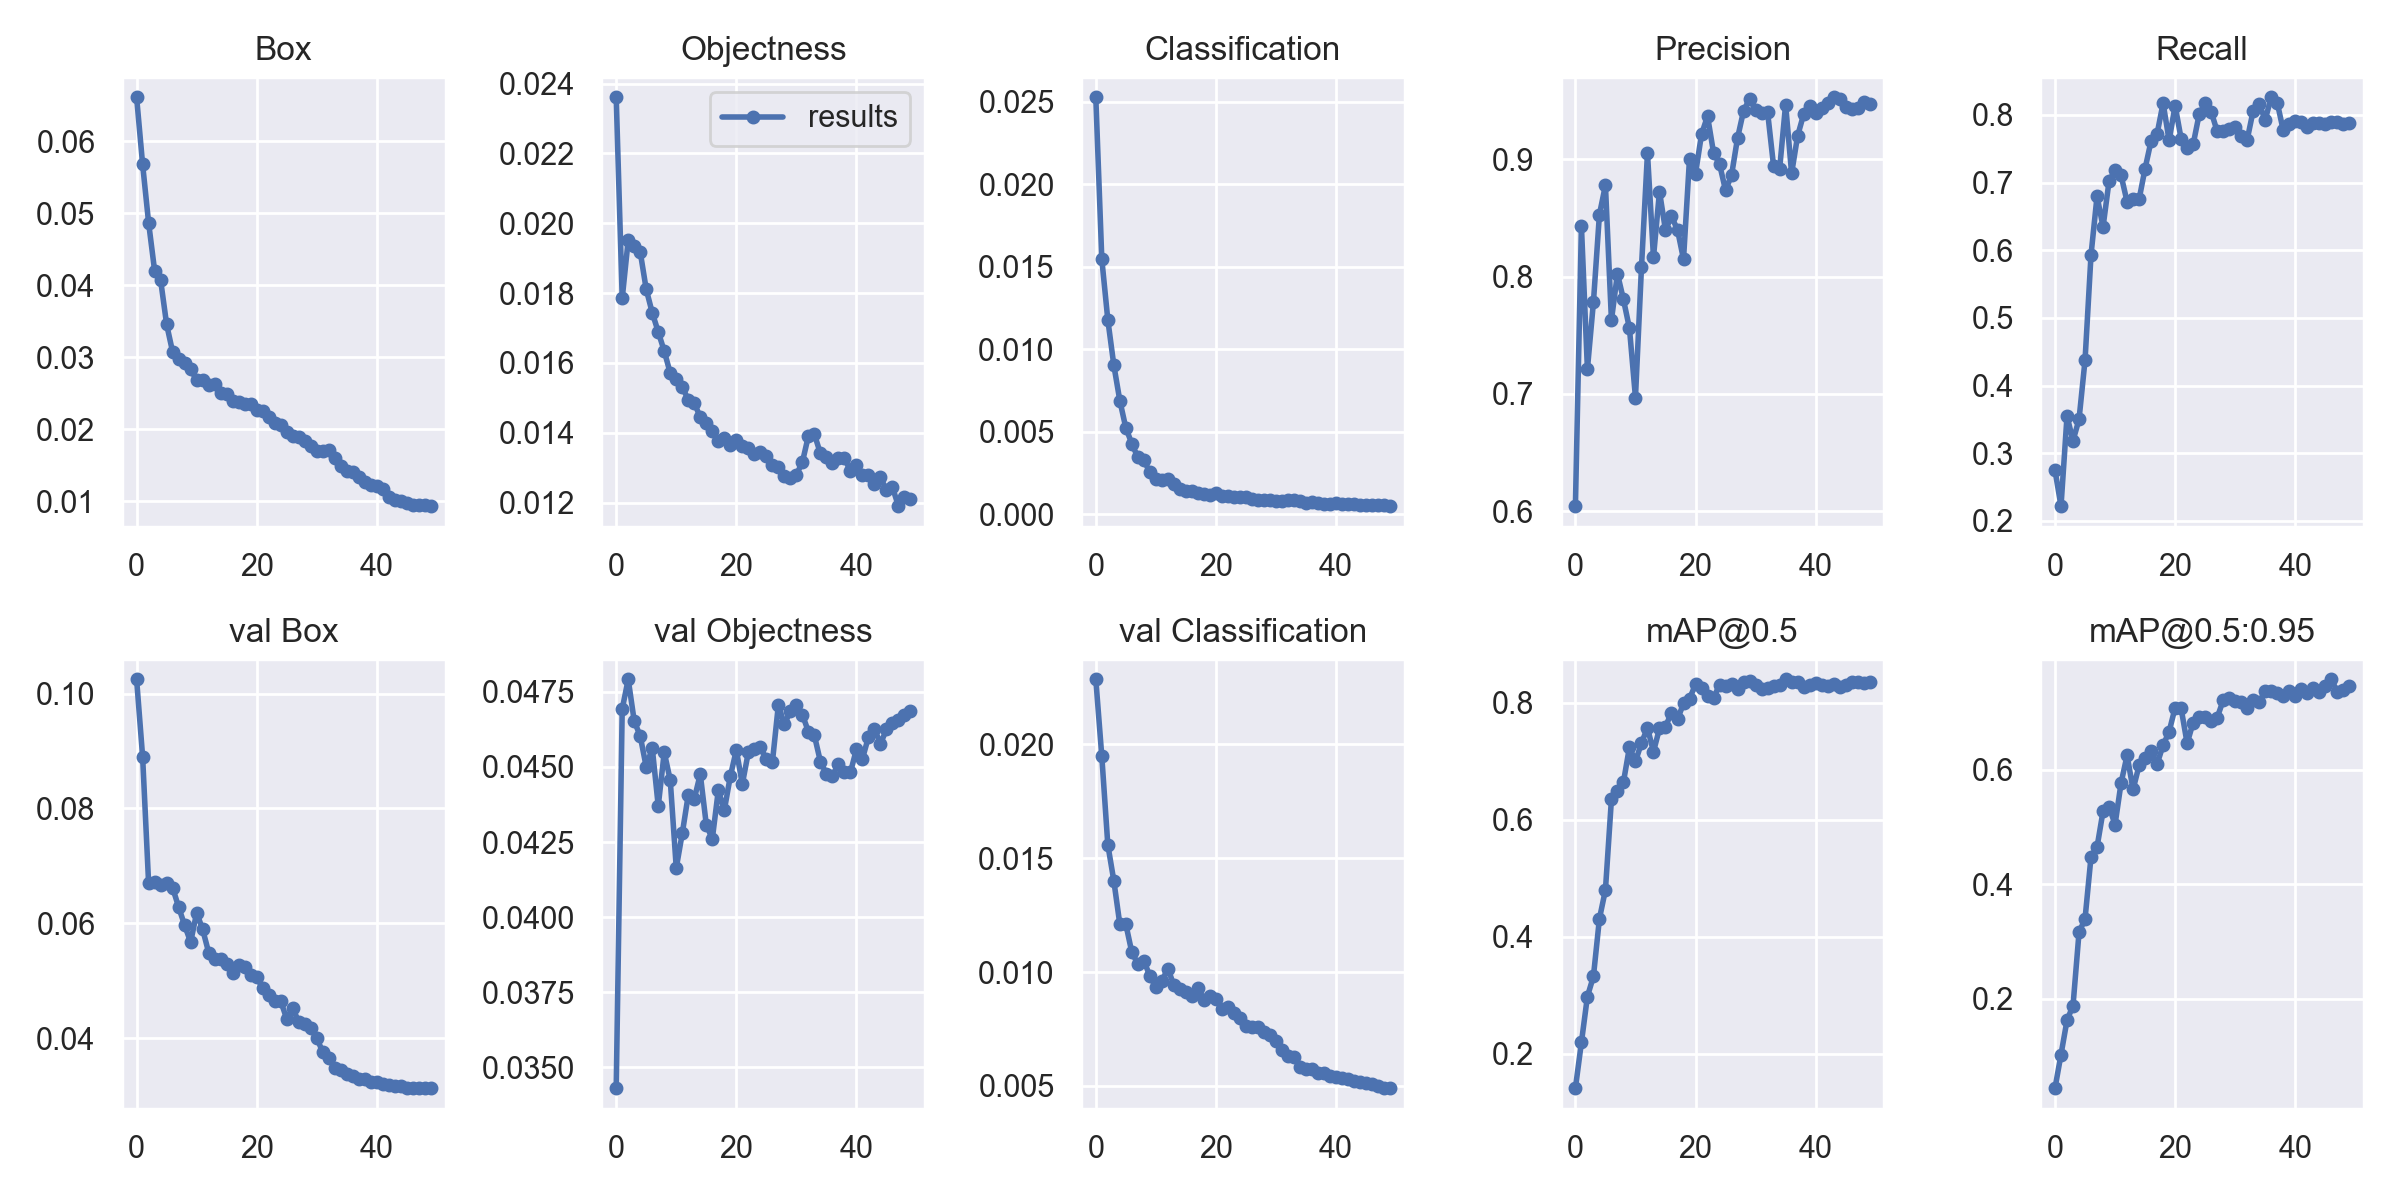 Box
Objectness
Classification
Precision
Recall
0.06
0.05
0.04
0.03
0.02
0.01
0 20 40
0.024
0.022
0.020
0.018
0.016
0.014
0.012
results
0 20 40
0.025
0.020
0.015
0.010
0.005
0.000
0 20 40
0.9
0.8
0.7
0.6
0 20 40
0.8
0.7
0.6
0.5
0.4
0.3
0.2
0 20 40
val Box
val Objectness
val Classification
mAP@0.5
mAP@0.5:0.95
0.10
0.08
0.06
0.04
0 20 40
0.0475
0.0450
0.0425
0.0400
0.0375
0.0350
0 20 40
0.020
0.015
0.010
0.005
0 20 40
0.8
0.6
0.4
0.2
0 20 40
0.6
0.4
0.2
0 20 40